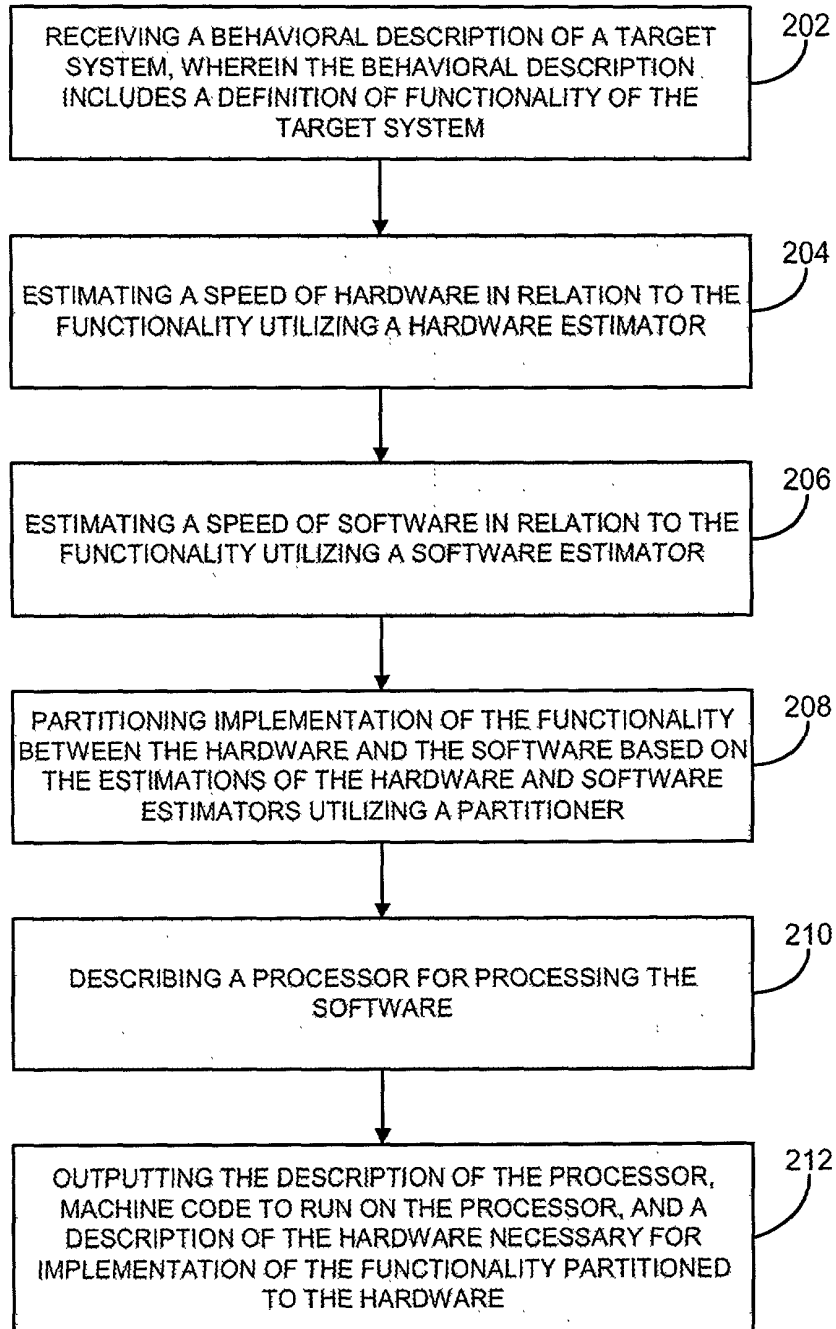 RECEIVING A BEHAVIORAL DESCRIPTION OF A TARGET
SYSTEM, WHEREIN THE BEHAVIORAL DESCRIPTION
INCLUDES A DEFINITION OF FUNCTIONALITY OF THE
TARGET SYSTEM
202
ESTIMATING A SPEED OF HARDWARE IN RELATION TO THE
FUNCTIONALITY UTILIZING A HARDWARE ESTIMATOR
204
ESTIMATING A SPEED OF SOFTWARE IN RELATION TO THE
FUNCTIONALITY UTILIZING A SOFTWARE ESTIMATOR
206
PARTITIONING IMPLEMENTATION OF THE FUNCTIONALITY
BETWEEN THE HARDWARE AND THE SOFTWARE BASED ON
THE ESTIMATIONS OF THE HARDWARE AND SOFTWARE
ESTIMATORS UTILIZING A PARTITIONER
208
DESCRIBING A PROCESSOR FOR PROCESSING THE
SOFTWARE
210
OUTPUTTING THE DESCRIPTION OF THE PROCESSOR,
MACHINE CODE TO RUN ON THE PROCESSOR, AND A
DESCRIPTION OF THE HARDWARE NECESSARY FOR
IMPLEMENTATION OF THE FUNCTIONALITY PARTITIONED
TO THE HARDWARE
212